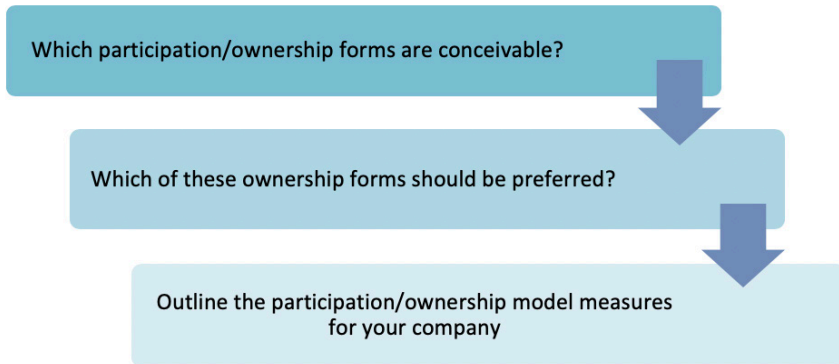 Which participation/ownership forms are conceivable?
Which of these ownership forms should be preferred?
Outline the participation/ownership model measures
for your company